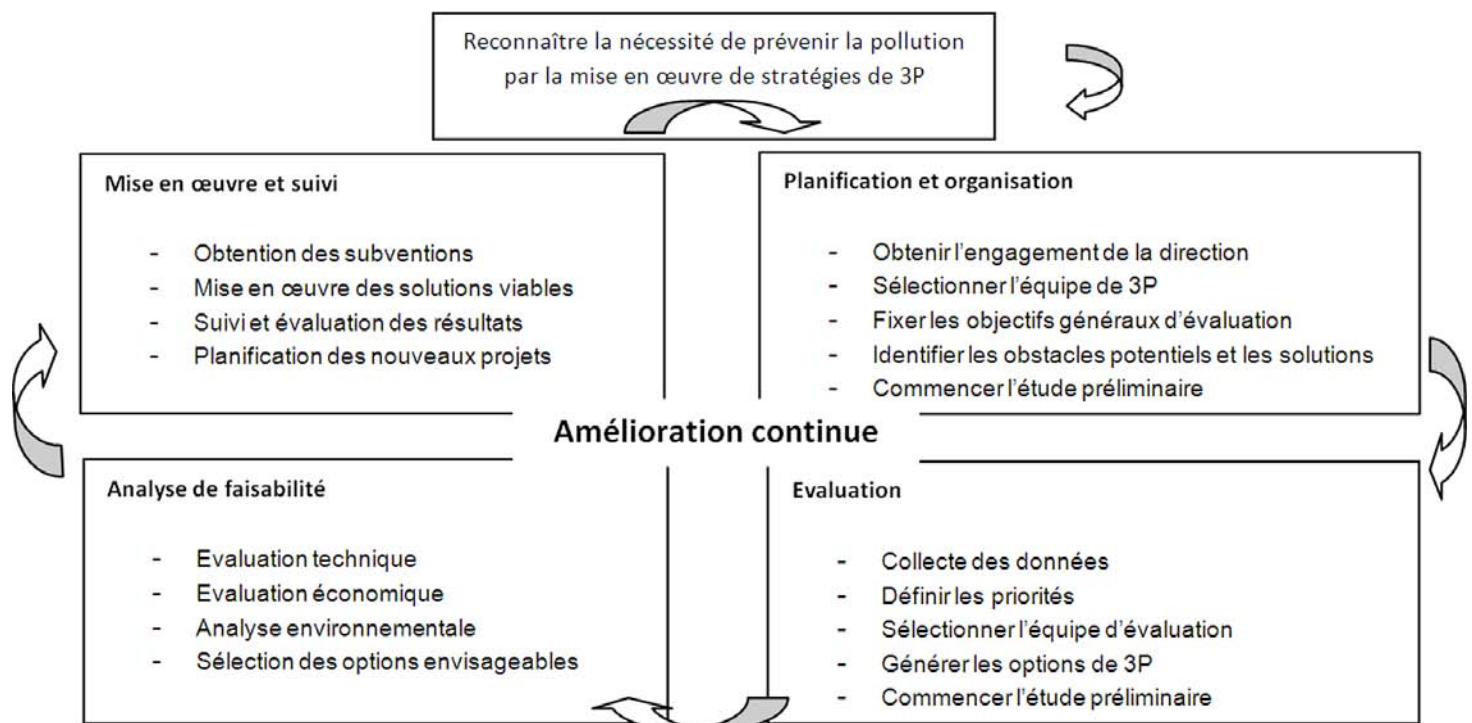 Reconnaître la nécessité de prévenir la pollution
par la mise en œuvre de stratégies de 3P
Mise en œuvre et suivi
- Obtention des subventions
- Mise en œuvre des solutions viables
- Suivi et évaluation des résultats
- Planification des nouveaux projets
Planification et organisation
- Obtenir l’engagement de la direction
- Sélectionner l’équipe de 3P
- Fixer les objectifs généraux d’évaluation
- Identifier les obstacles potentiels et les solutions
- Commencer l’étude préliminaire
Amélioration continue
Analyse de faisabilité
- Evaluation technique
- Evaluation économique
- Analyse environnementale
- Sélection des options envisageables
Evaluation
- Collecte des données
- Définir les priorités
- Sélectionner l’équipe d’évaluation
- Générer les options de 3P
- Commencer l’étude préliminaire